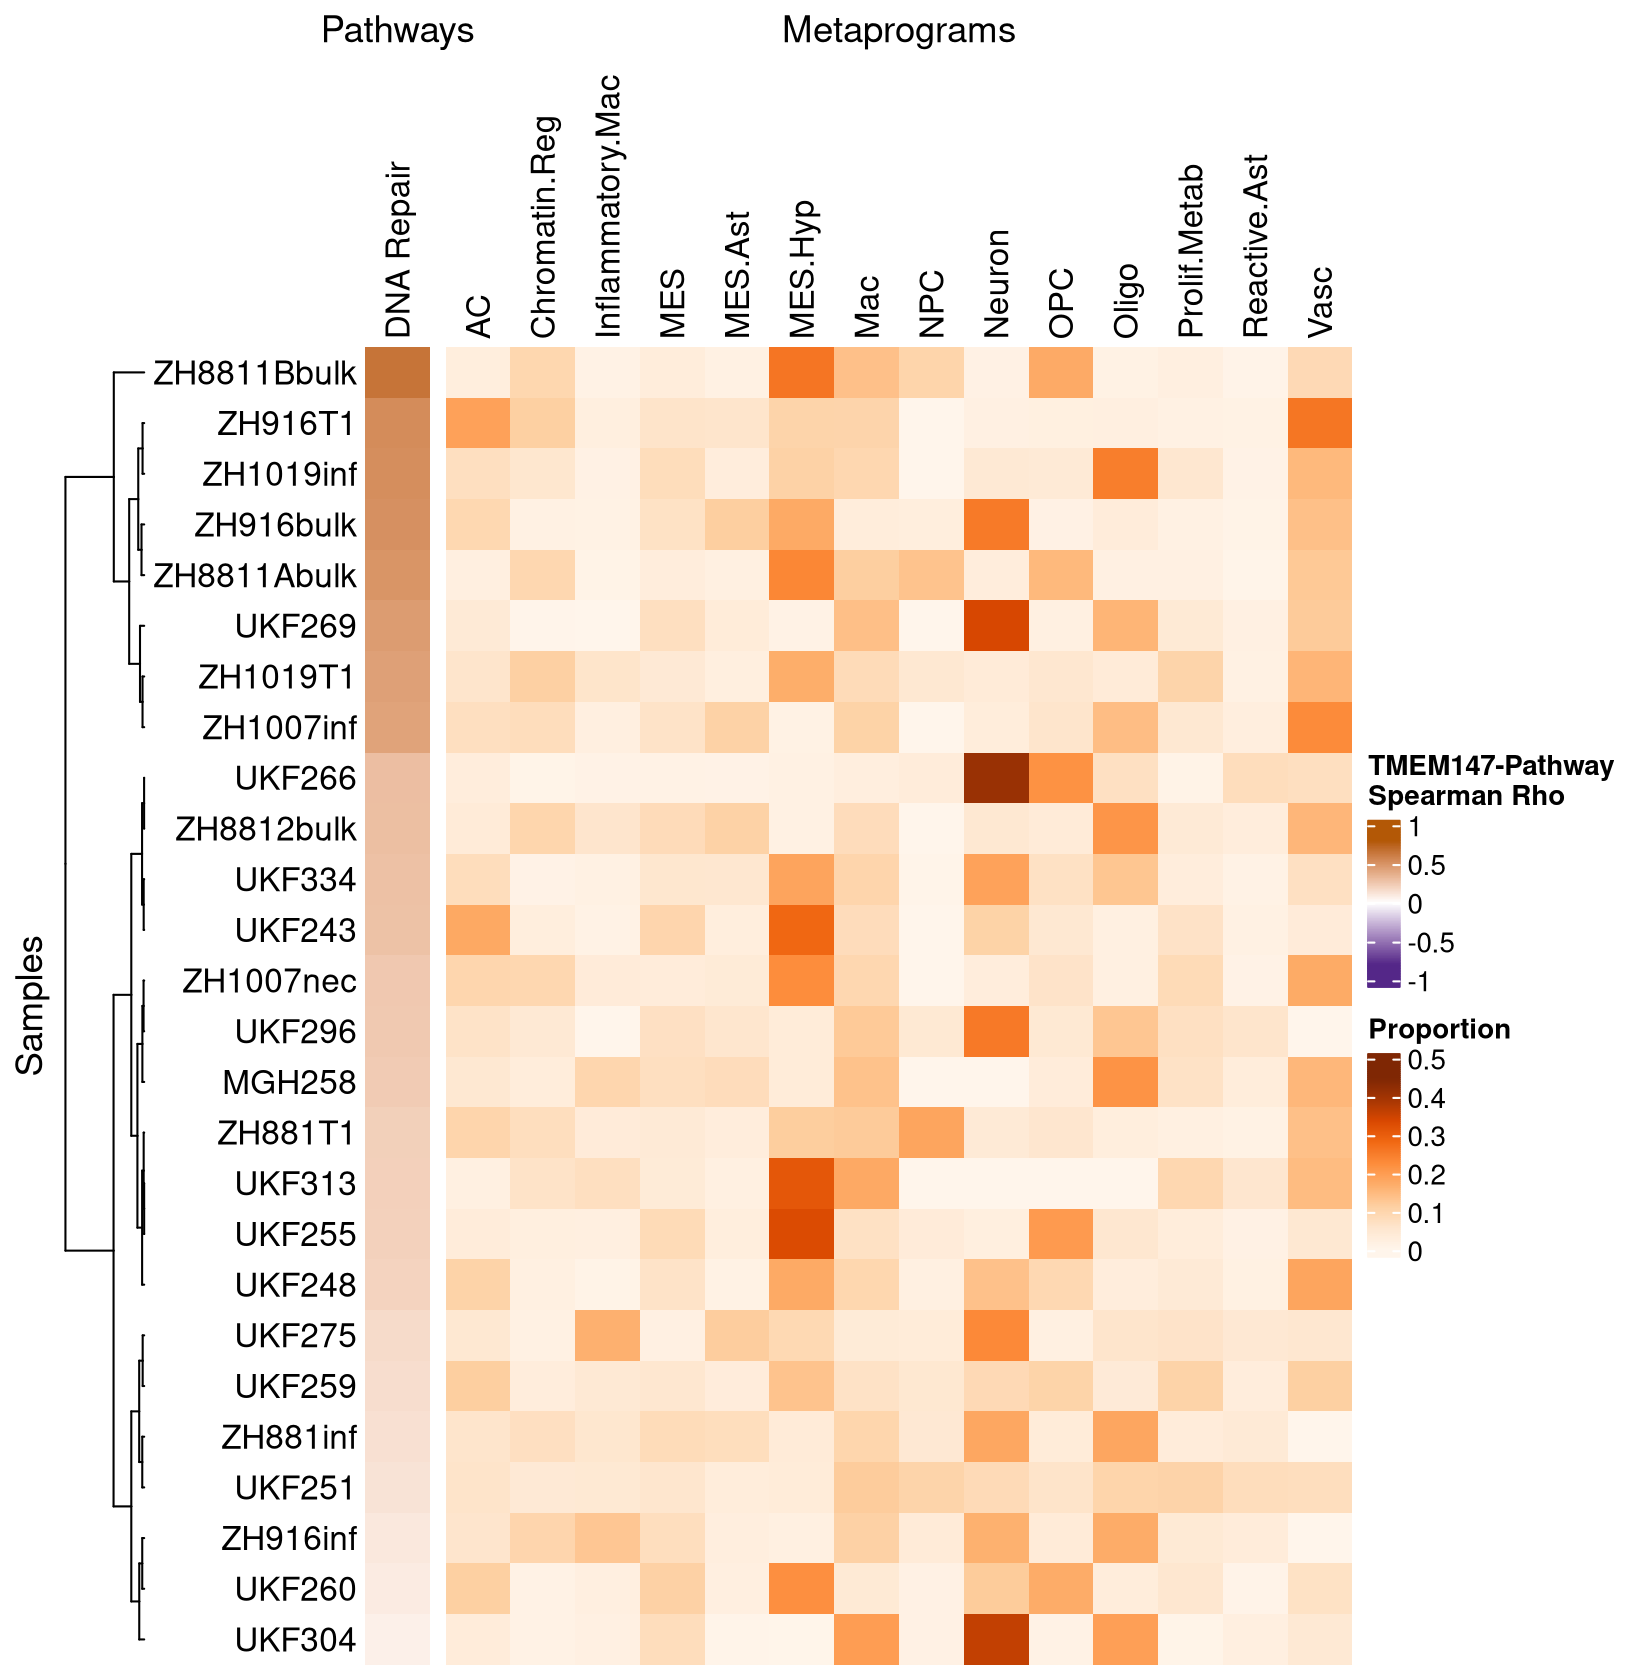 Pathways
Metaprograms
DNA Repair
AC
Chromatin.Reg
Inflammatory.Mac
MES
MES.Ast
MES.Hyp
Mac
NPC
Neuron
OPC
Oligo
Prolif.Metab
Reactive.Ast
Vasc
Samples
ZH8811Bbulk
ZH916T1
ZH1019inf
ZH916bulk
ZH8811Abulk
UKF269
ZH1019T1
ZH1007inf
UKF266
ZH8812bulk
UKF334
UKF243
ZH1007nec
UKF296
MGH258
ZH881T1
UKF313
UKF255
UKF248
UKF275
UKF259
ZH881inf
UKF251
ZH916inf
UKF260
UKF304
TMEM147-Pathway
Spearman Rho
1
0.5
0
-0.5
-1
Proportion
0.5
0.4
0.3
0.2
0.1
0